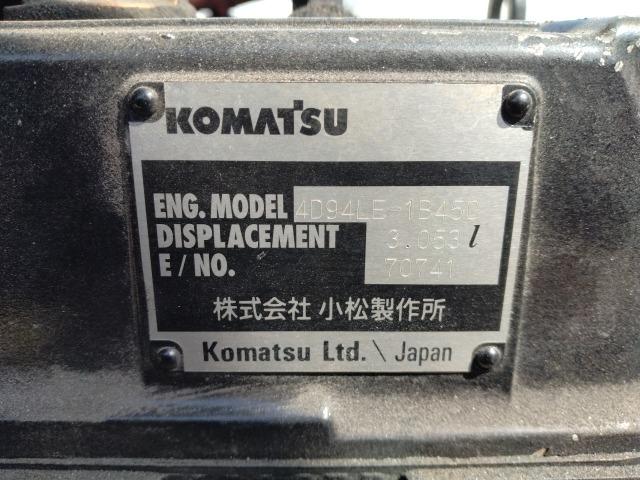 KOMATSU
ENG. MODEL 4D94LE-1B45C
DISPLACEMENT 3.053 l
E / NO. 70741
株式会社 小松製作所
Komatsu Ltd. \ Japan